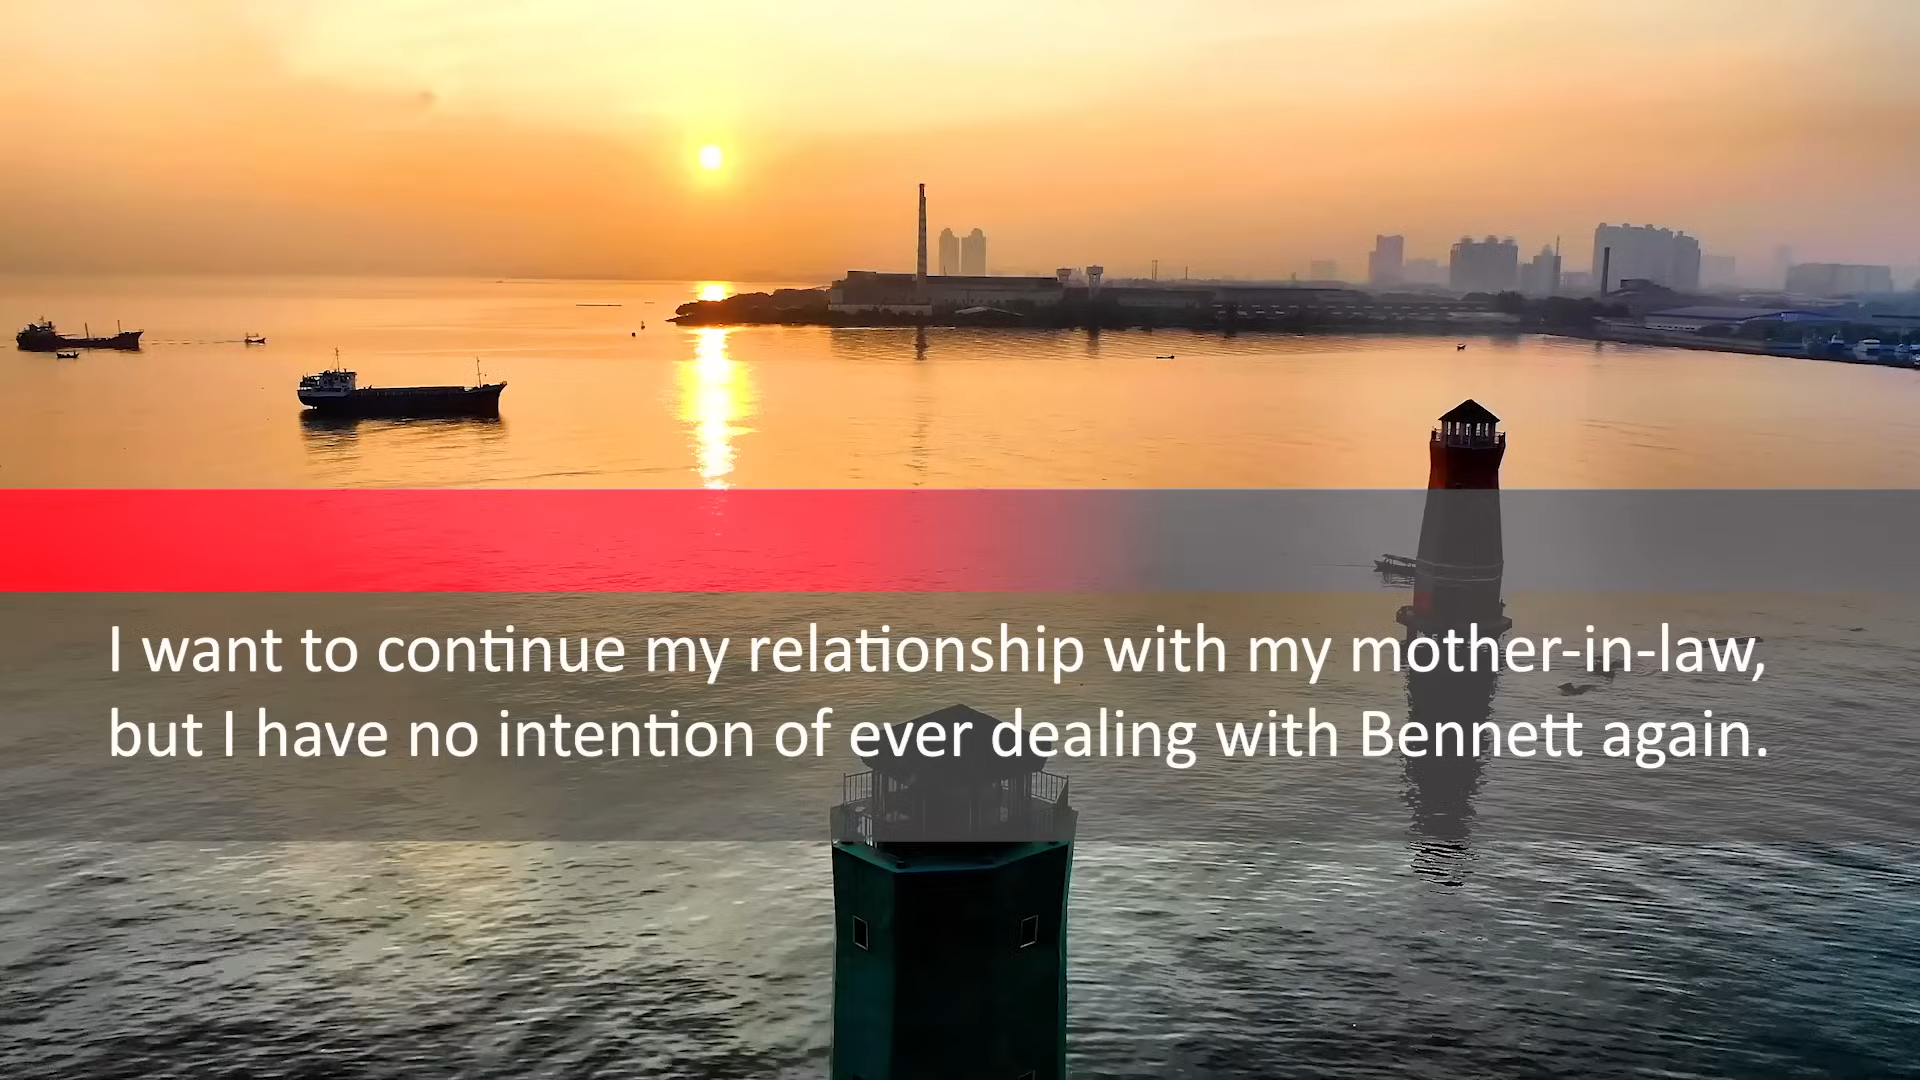 I want to continue my relationship with my mother-in-law,
but I have no intention of ever dealing with Bennett again.